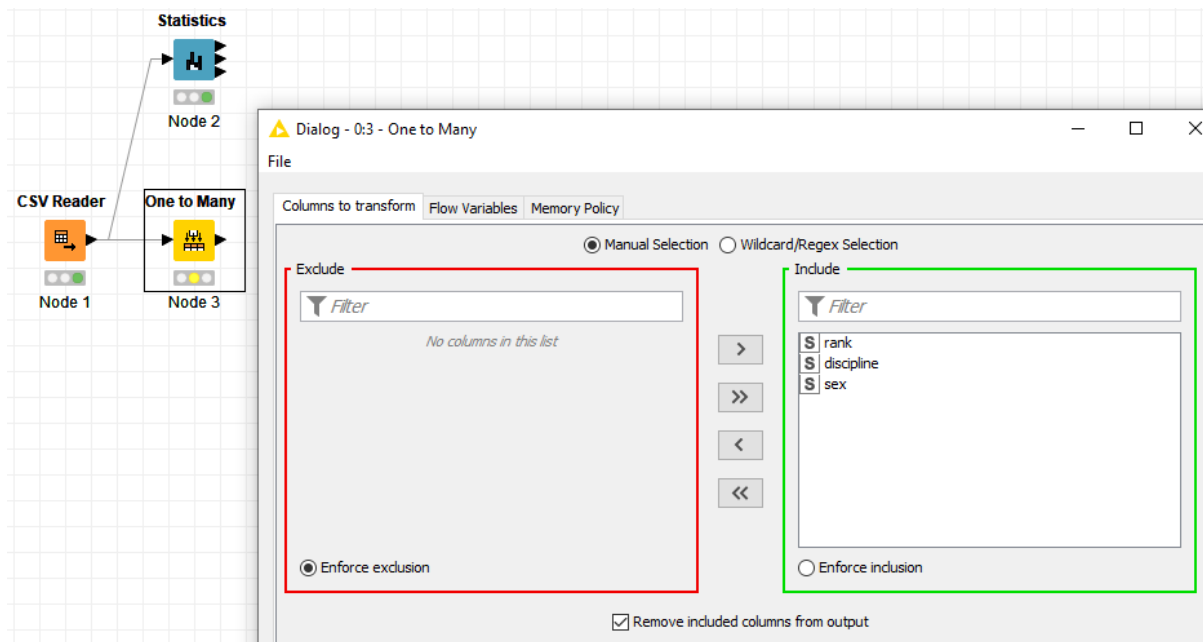 Statistics
Node 2
CSV Reader
One to Many
Node 1
Node 3
Dialog - 0:3 - One to Many
File
Columns to transform
Flow Variables
Memory Policy
Manual Selection
Wildcard/Regex Selection
Exclude
Filter
No columns in this list
Enforce exclusion
>
>>
<
<<
Include
Filter
S rank
S discipline
S sex
Enforce inclusion
Remove included columns from output